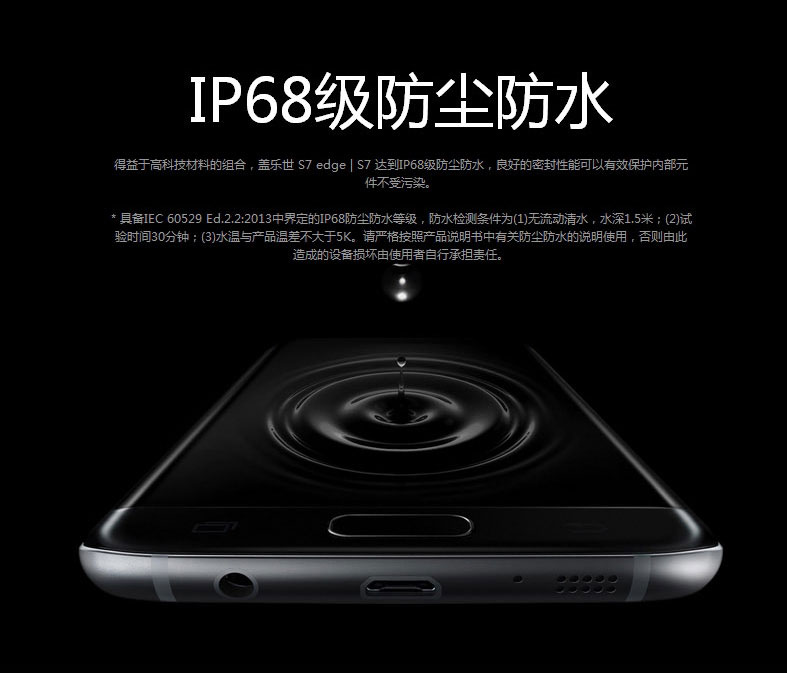 IP68级防尘防水
得益于高科技材料的组合，盖乐世 S7 edge | S7 达到IP68级防尘防水，良好的密封性能可以有效保护内部元
件不受污染。
* 具备IEC 60529 Ed.2.2:2013中界定的IP68防尘防水等级，防水检测条件为(1)无流动清水，水深1.5米；(2)试
验时间30分钟；(3)水温与产品温差不大于5K。请严格按照产品说明书中有关防尘防水的说明使用，否则由此
造成的设备损坏由使用者自行承担责任。